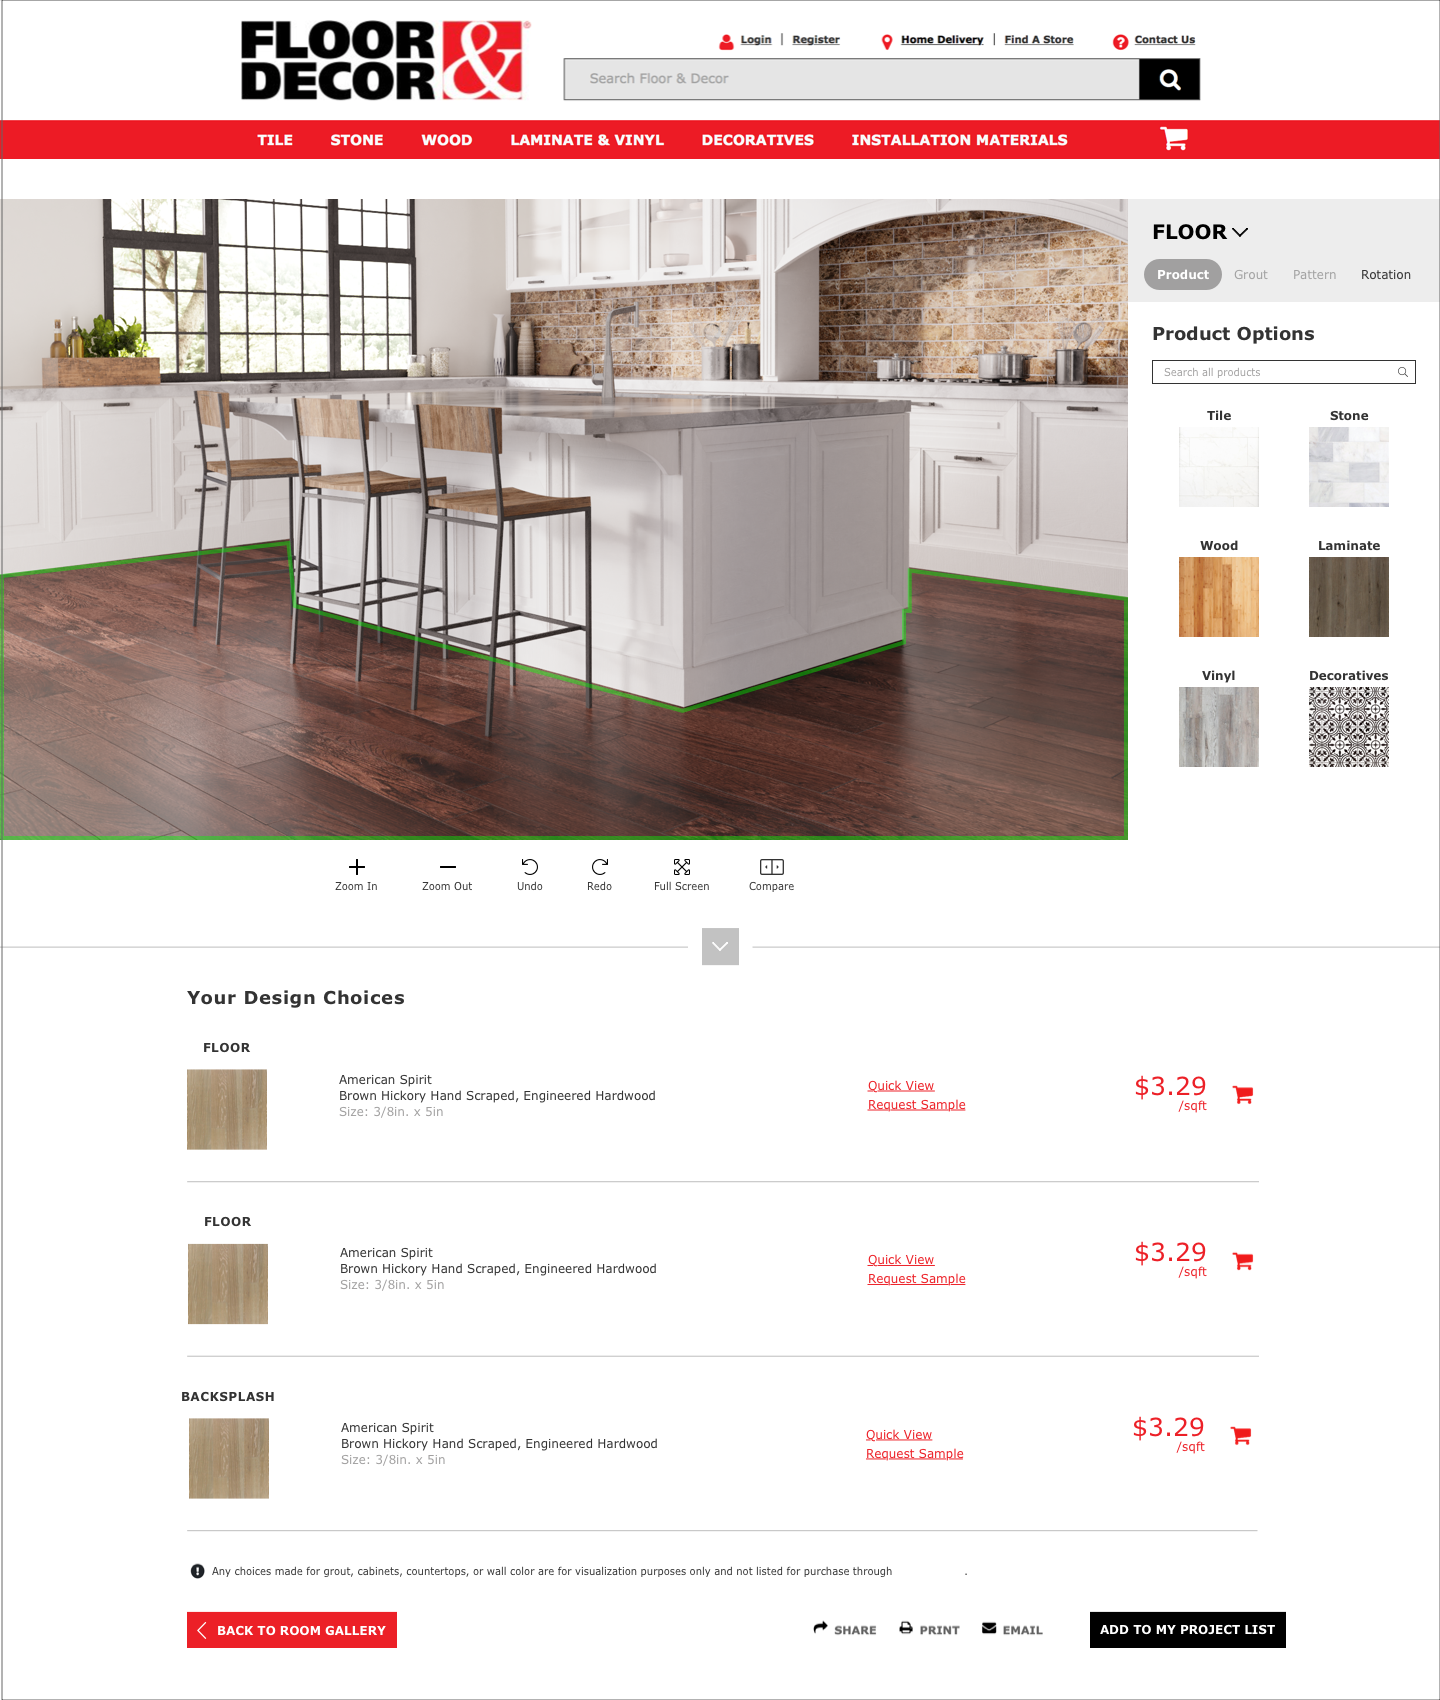 FLOOR &
DECOR
Login | Register
Home Delivery | Find A Store
Contact Us
Search Floor & Decor
TILE STONE WOOD LAMINATE & VINYL DECORATIVES INSTALLATION MATERIALS
FLOOR
Product Grout Pattern Rotation
Product Options
Search all products
Tile Stone
Wood Laminate
Vinyl Decoratives
Zoom In Zoom Out Undo Redo Full Screen Compare
Your Design Choices
FLOOR
American Spirit
Brown Hickory Hand Scraped, Engineered Hardwood
Size: 3/8in. x 5in
Quick View
Request Sample
$3.29
/sqft
FLOOR
American Spirit
Brown Hickory Hand Scraped, Engineered Hardwood
Size: 3/8in. x 5in
Quick View
Request Sample
$3.29
/sqft
BACKSPLASH
American Spirit
Brown Hickory Hand Scraped, Engineered Hardwood
Size: 3/8in. x 5in
Quick View
Request Sample
$3.29
/sqft
Any choices made for grout, cabinets, countertops, or wall color are for visualization purposes only and not listed for purchase through .
BACK TO ROOM GALLERY
SHARE PRINT EMAIL
ADD TO MY PROJECT LIST